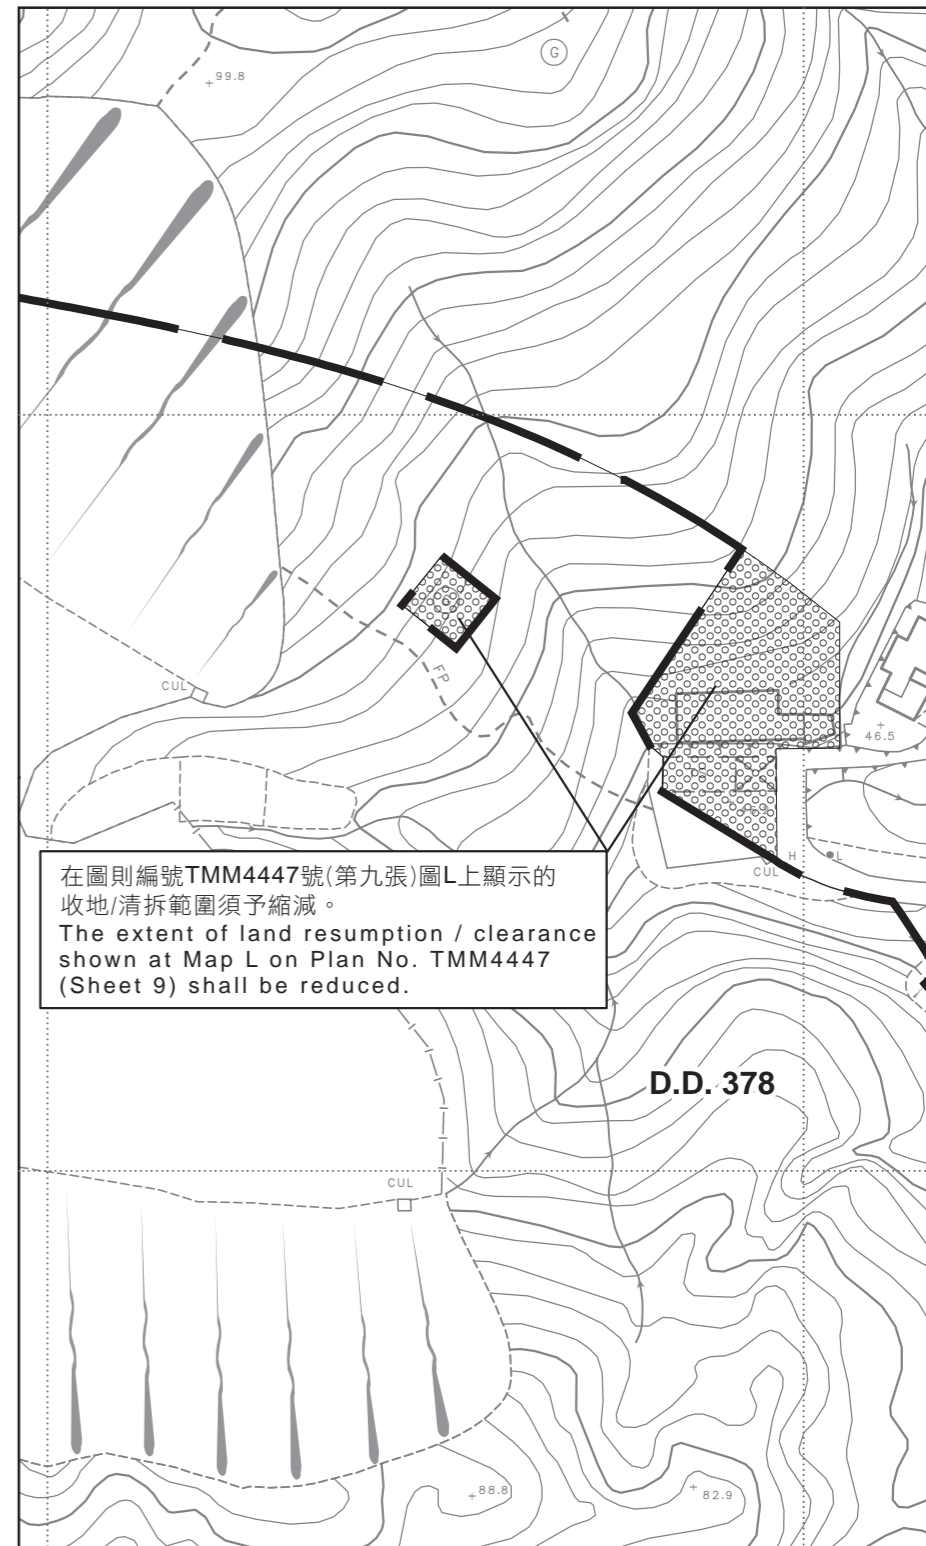 G
99.8
FP
CUL
46.5
H
L
CUL
在圖則編號TMM4447號(第九張)圖L上顯示的
收地/清拆範圍須予縮減。
The extent of land resumption / clearance
shown at Map L on Plan No. TMM4447
(Sheet 9) shall be reduced.
D.D. 378
CUL
88.8
82.9